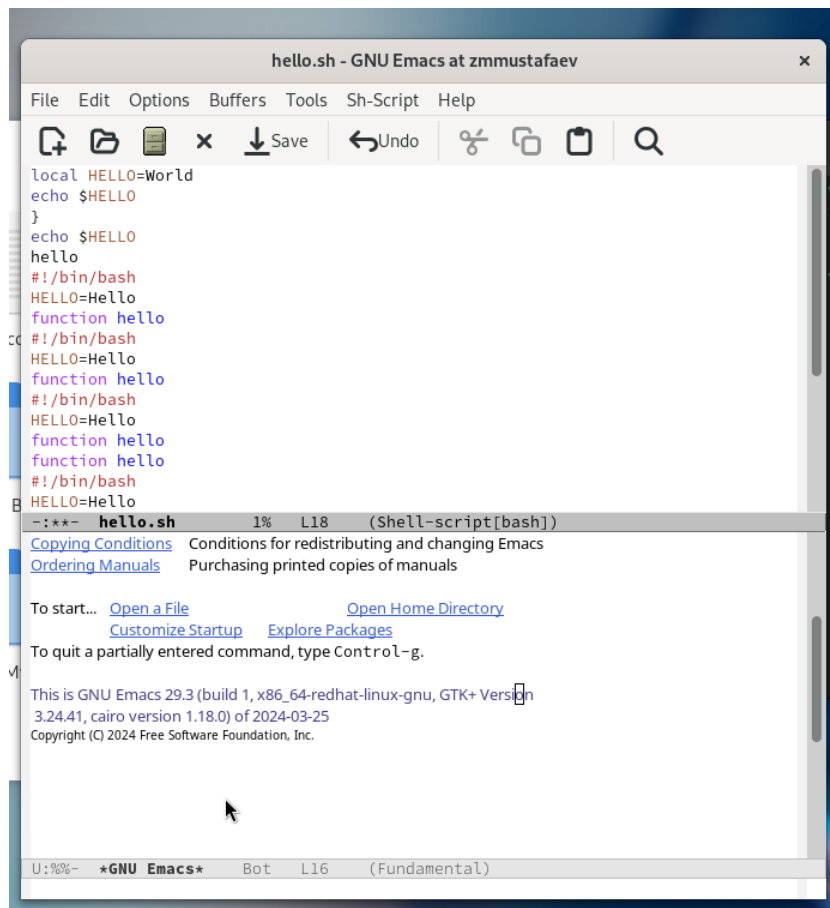 hello.sh - GNU Emacs at zmmustafaev ×
File Edit Options Buffers Tools Sh-Script Help
Save Undo
local HELLO=World
echo $HELLO
}
echo $HELLO
hello
#!/bin/bash
HELLO=Hello
function hello
#!/bin/bash
HELLO=Hello
function hello
#!/bin/bash
HELLO=Hello
function hello
function hello
#!/bin/bash
HELLO=Hello
-:**- hello.sh 1% L18 (Shell-script[bash])
Copying Conditions Conditions for redistributing and changing Emacs
Ordering Manuals Purchasing printed copies of manuals
To start... Open a File Open Home Directory
Customize Startup Explore Packages
To quit a partially entered command, type Control-g.
This is GNU Emacs 29.3 (build 1, x86_64-redhat-linux-gnu, GTK+ Version
3.24.41, cairo version 1.18.0) of 2024-03-25
Copyright (C) 2024 Free Software Foundation, Inc.
U:%%- *GNU Emacs* Bot L16 (Fundamental)